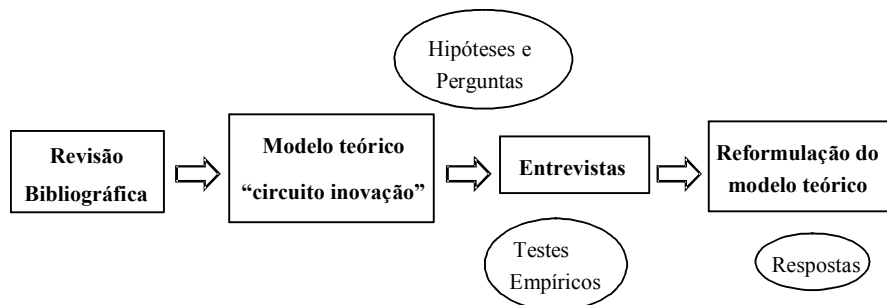 Hipóteses e
Perguntas
Revisão
Bibliográfica
Modelo teórico
“circuito inovação”
Entrevistas
Reformulação do
modelo teórico
Testes
Empíricos
Respostas